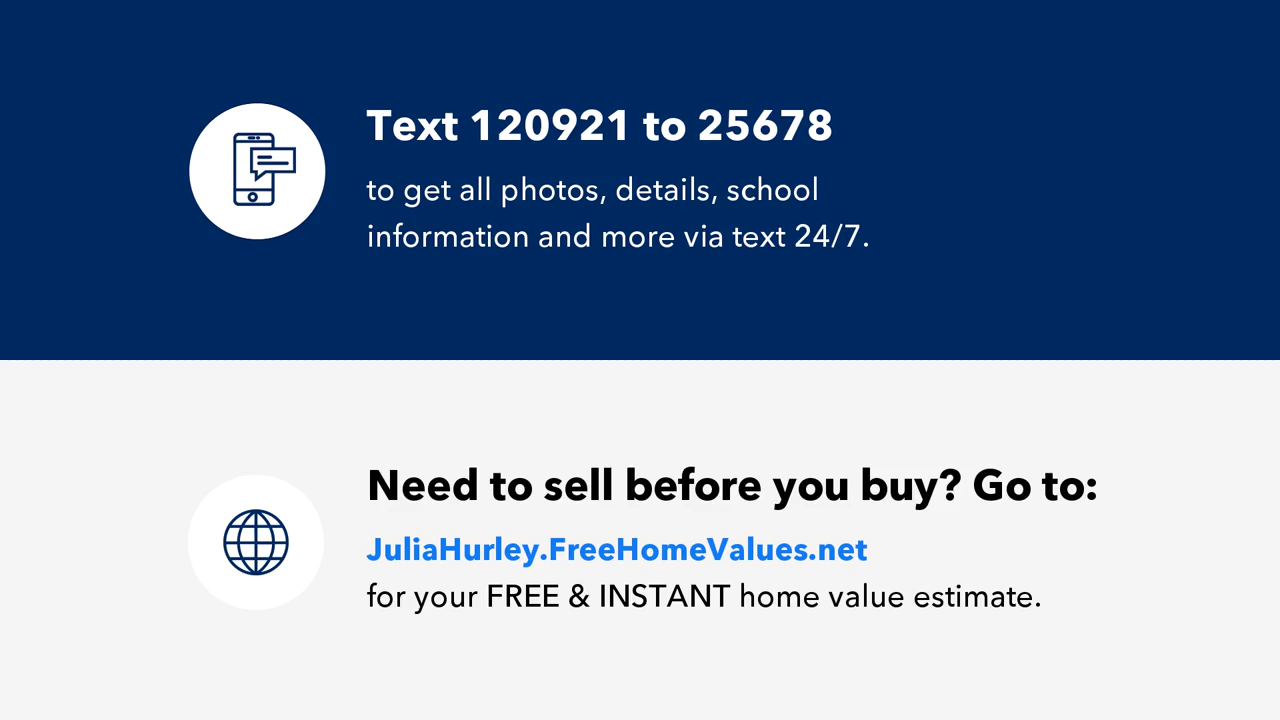 Text 120921 to 25678
to get all photos, details, school
information and more via text 24/7.
Need to sell before you buy? Go to:
JuliaHurley.FreeHomeValues.net
for your FREE & INSTANT home value estimate.